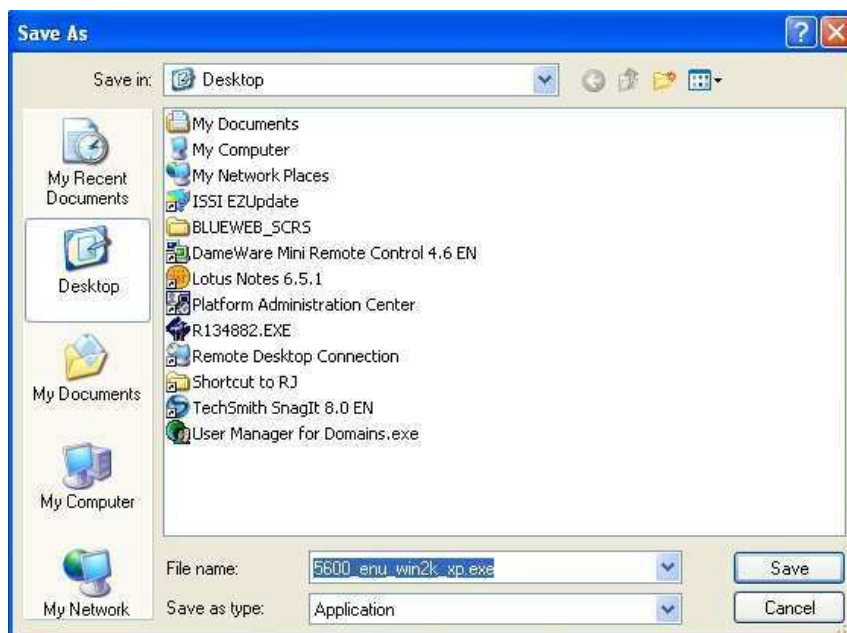 Save As
Save in: Desktop
My Recent Documents
Desktop
My Documents
My Computer
My Network
My Documents
My Computer
My Network Places
ISSI EZUpdate
BLUEWEB_SCRS
DameWare Mini Remote Control 4.6 EN
Lotus Notes 6.5.1
Platform Administration Center
R134882.EXE
Remote Desktop Connection
Shortcut to RJ
TechSmith SnagIt 8.0 EN
User Manager for Domains.exe
File name: 5600_enu_win2k_xp.exe Save
Save as type: Application Cancel